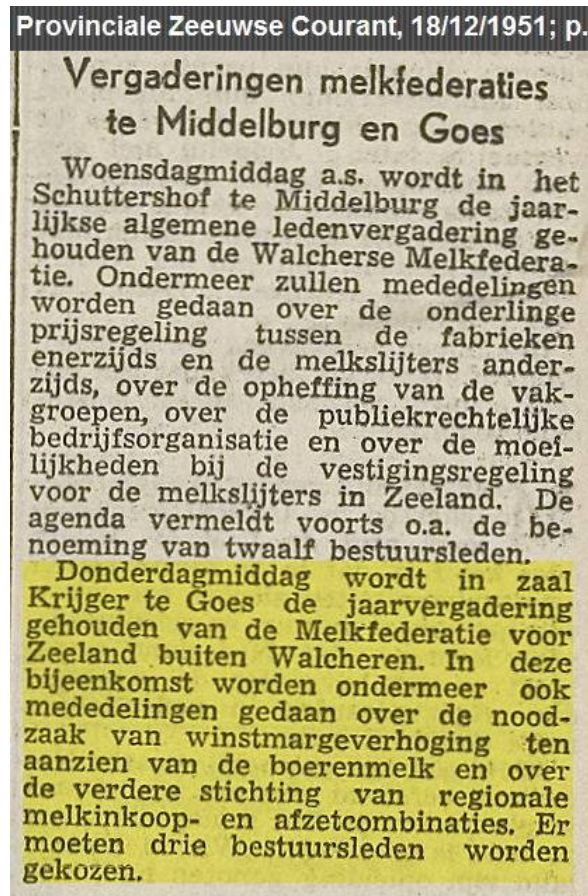 Provinciale Zeeuwse Courant, 18/12/1951; p.
Vergaderingen melkfederaties
te Middelburg en Goes
Woensdagmiddag a.s. wordt in het
Schuttershof te Middelburg de jaar-
lijkse algemene ledenvergadering ge-
houden van de Walcherse Melkfedera-
tie. Ondermeer zullen mededelingen
worden gedaan over de onderlinge
prijsregeling tussen de fabrieken
enerzijds en de melkslijters ander-
zijds, over de opheffing van de vak-
groepen, over de publiekrechtelijke
bedrijfsorganisatie en over de moei-
lijkheden bij de vestigingsregeling
voor de melkslijters in Zeeland. De
agenda vermeldt voorts o.a. de be-
noeming van twaalf bestuursleden.
Donderdagmiddag wordt in zaal
Krijger te Goes de jaarvergadering
gehouden van de Melkfederatie voor
Zeeland buiten Walcheren. In deze
bijeenkomst worden ondermeer ook
mededelingen gedaan over de nood-
zaak van winstmargeverhoging ten
aanzien van de boerenmelk en over
de verdere stichting van regionale
melkinkoop- en afzetcombinaties. Er
moeten drie bestuursleden worden
gekozen.